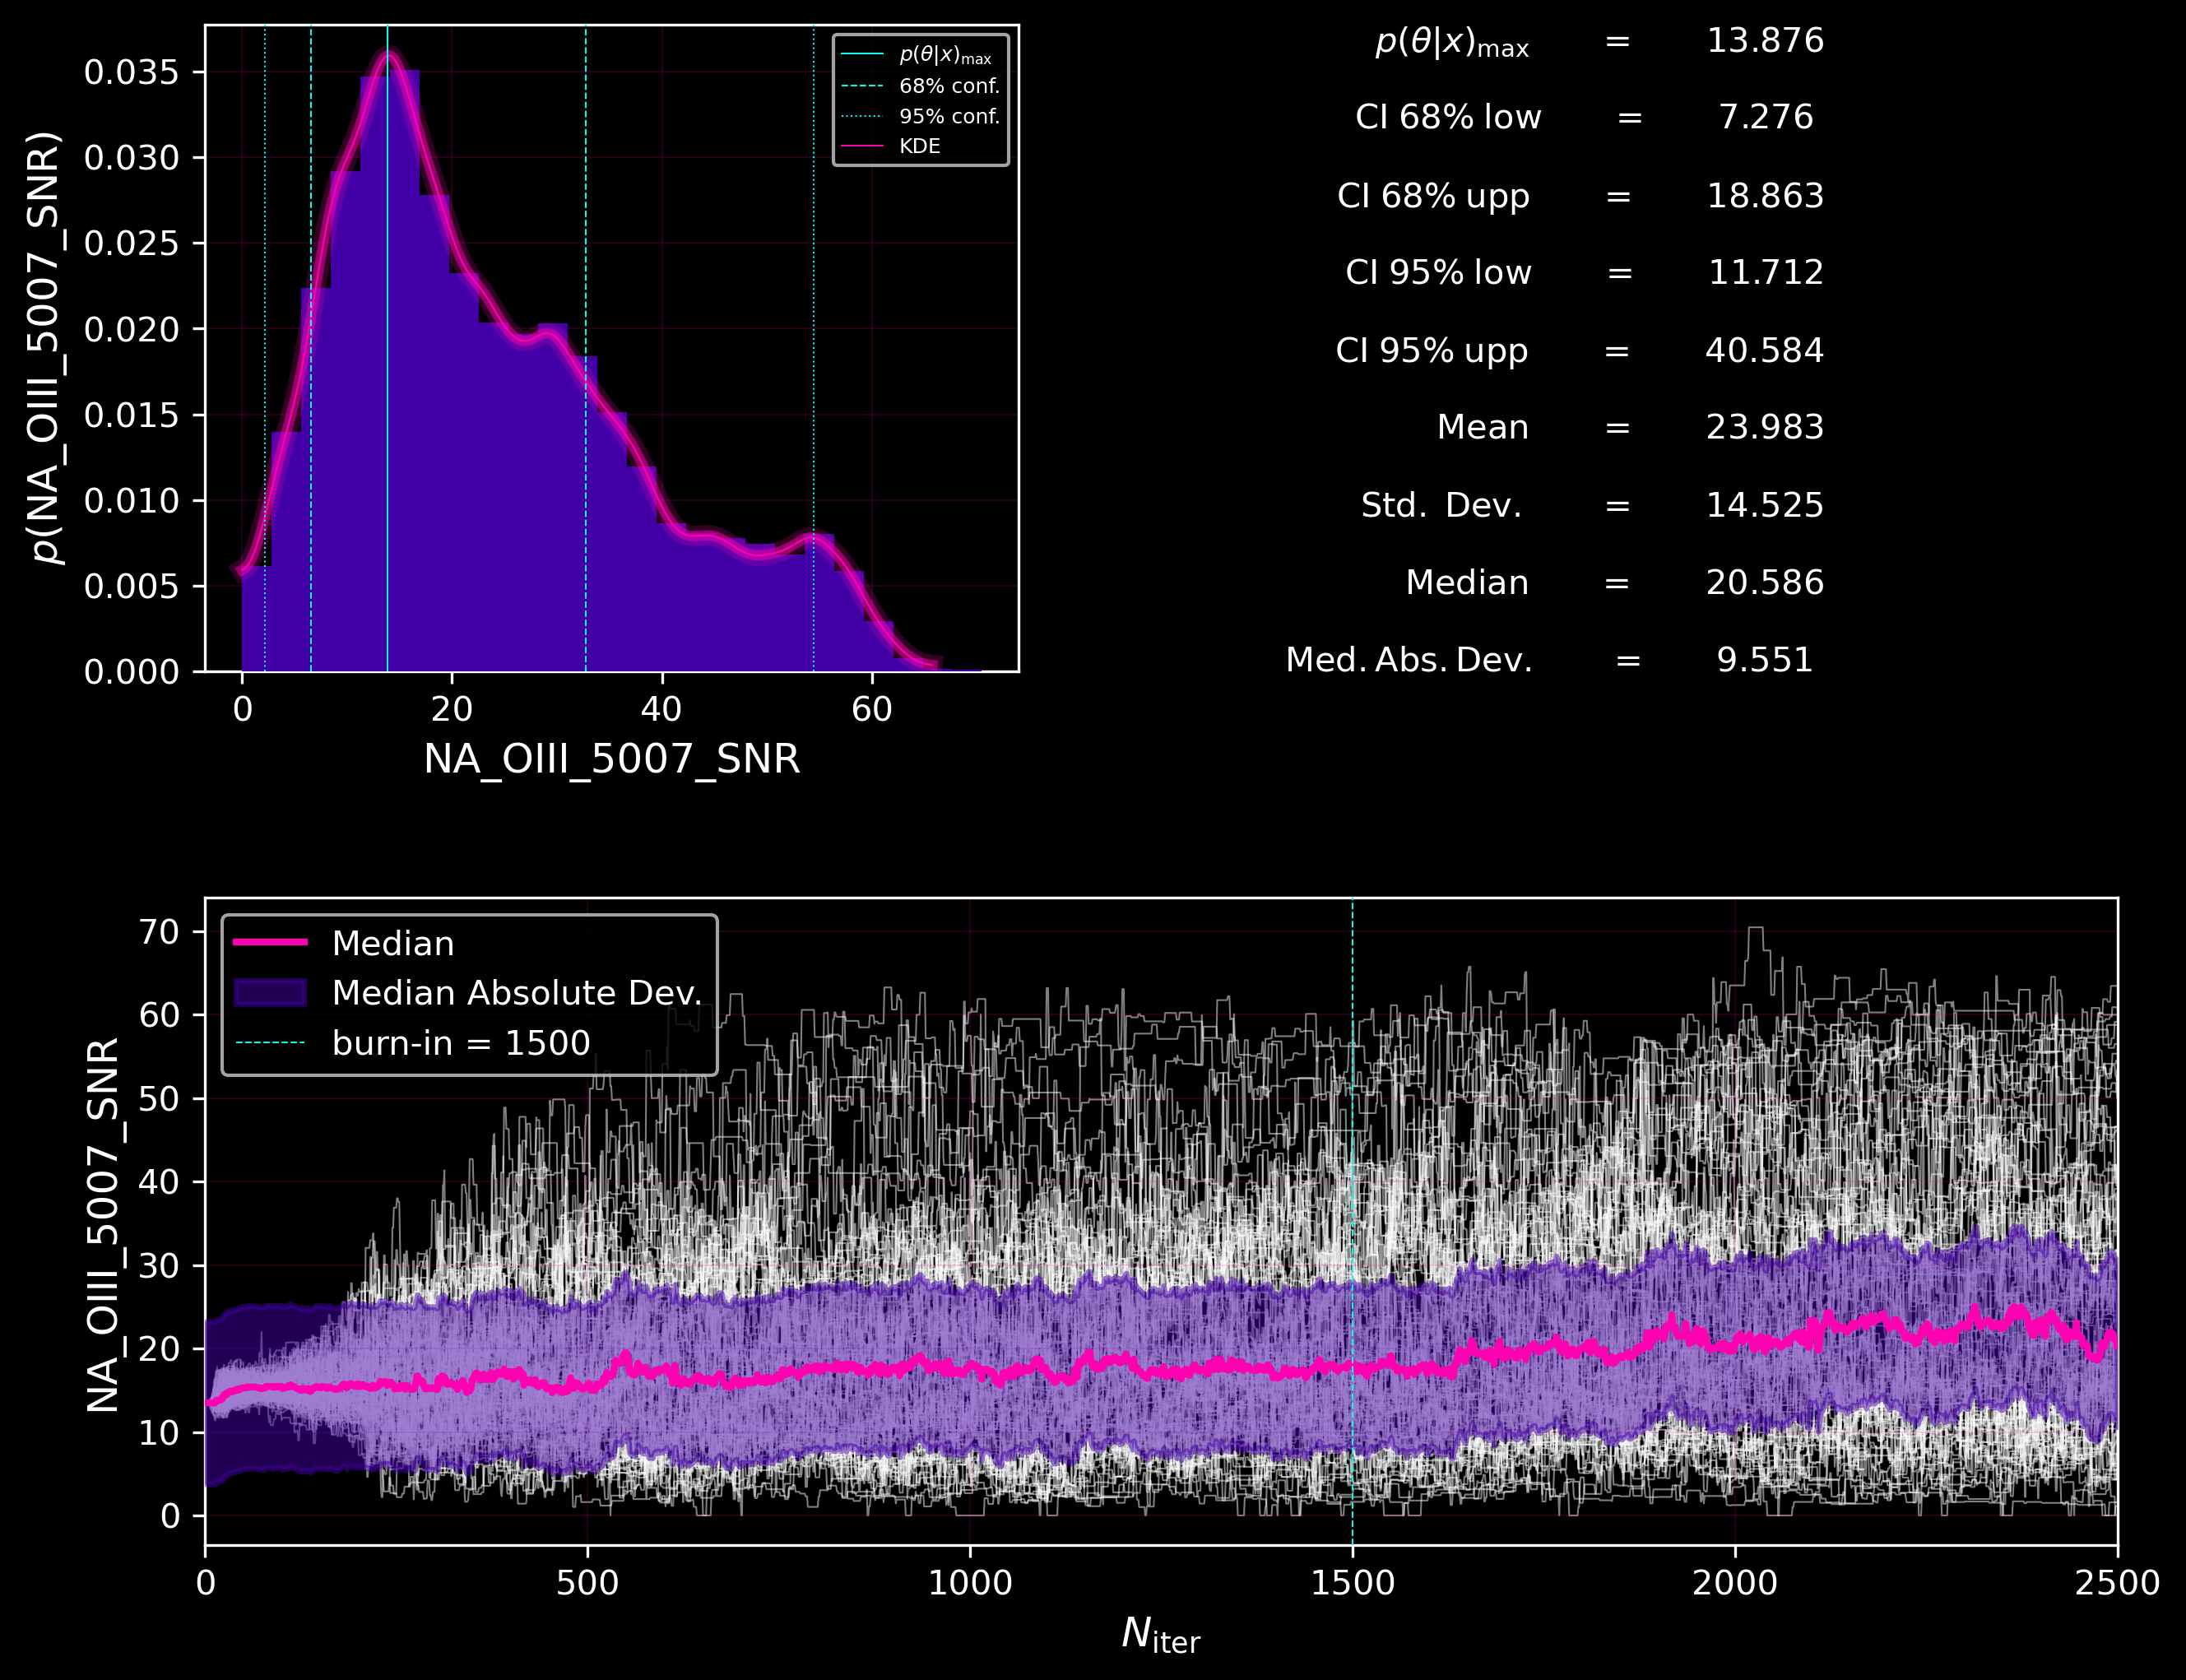 p(NA_OIII_5007_SNR)
0.035
0.030
0.025
0.020
0.015
0.010
0.005
0.000
0 20 40 60
NA_OIII_5007_SNR
p(θ|x)max
68% conf.
95% conf.
KDE
p(θ|x)max = 13.876
CI 68% low = 7.276
CI 68% upp = 18.863
CI 95% low = 11.712
CI 95% upp = 40.584
Mean = 23.983
Std. Dev. = 14.525
Median = 20.586
Med. Abs. Dev. = 9.551
NA_OIII_5007_SNR
70
60
50
40
30
20
10
0
Median
Median Absolute Dev.
burn-in = 1500
0 500 1000 1500 2000 2500
Niter